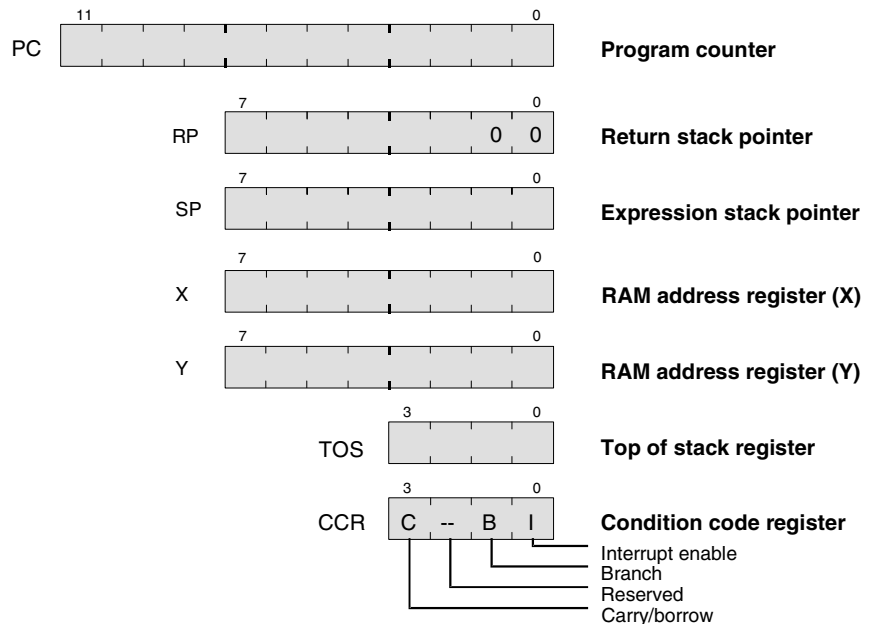 11 0
PC Program counter
7 0
RP 0 0 Return stack pointer
7 0
SP Expression stack pointer
7 0
X RAM address register (X)
7 0
Y RAM address register (Y)
3 0
TOS Top of stack register
3 0
CCR C -- B I Condition code register
Interrupt enable
Branch
Reserved
Carry/borrow